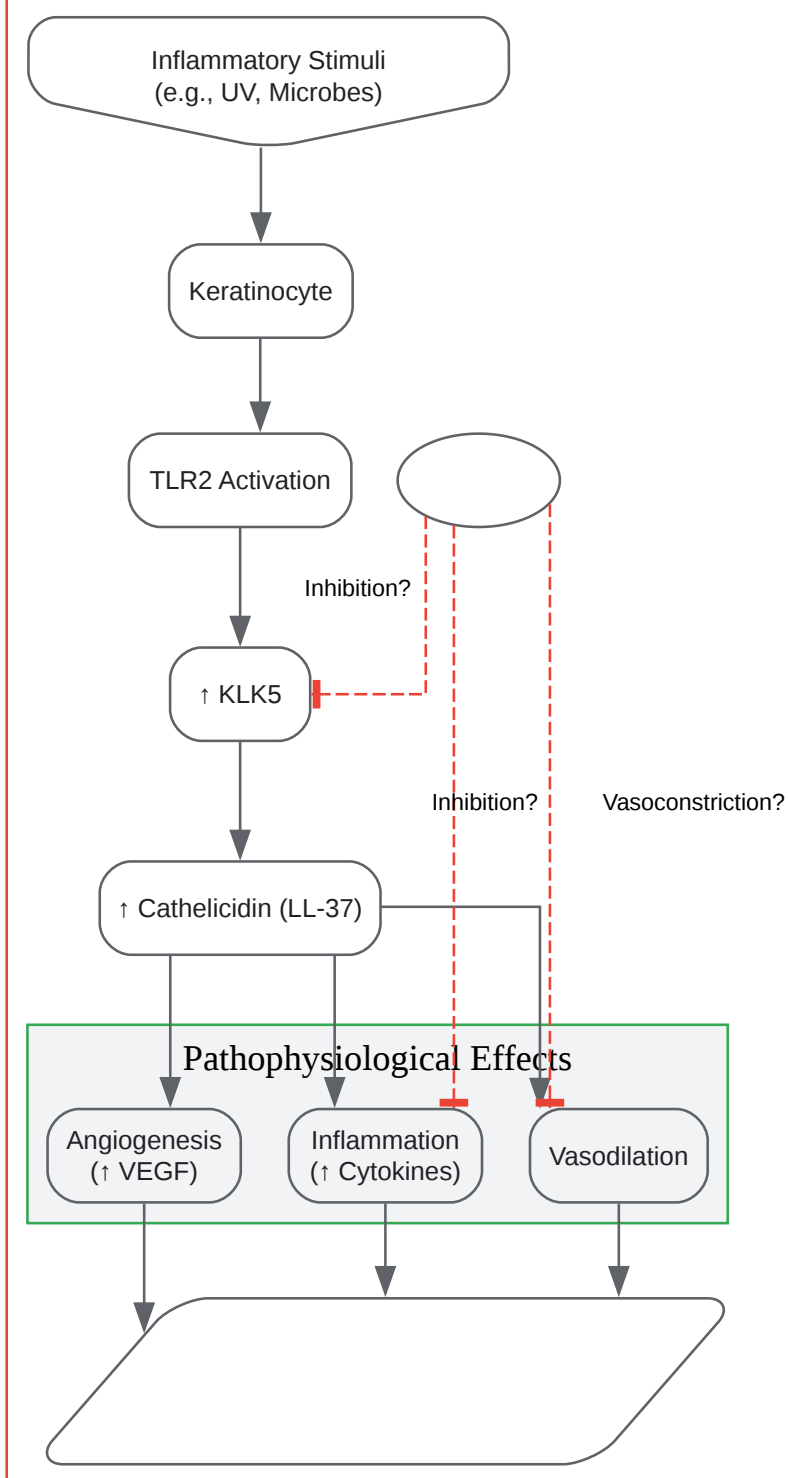 Inflammatory Stimuli
(e.g., UV, Microbes)
Keratinocyte
TLR2 Activation
Inhibition?
↑ KLK5
Inhibition?
Vasoconstriction?
↑ Cathelicidin (LL-37)
Pathophysiological Effects
Angiogenesis
(↑ VEGF)
Inflammation
(↑ Cytokines)
Vasodilation